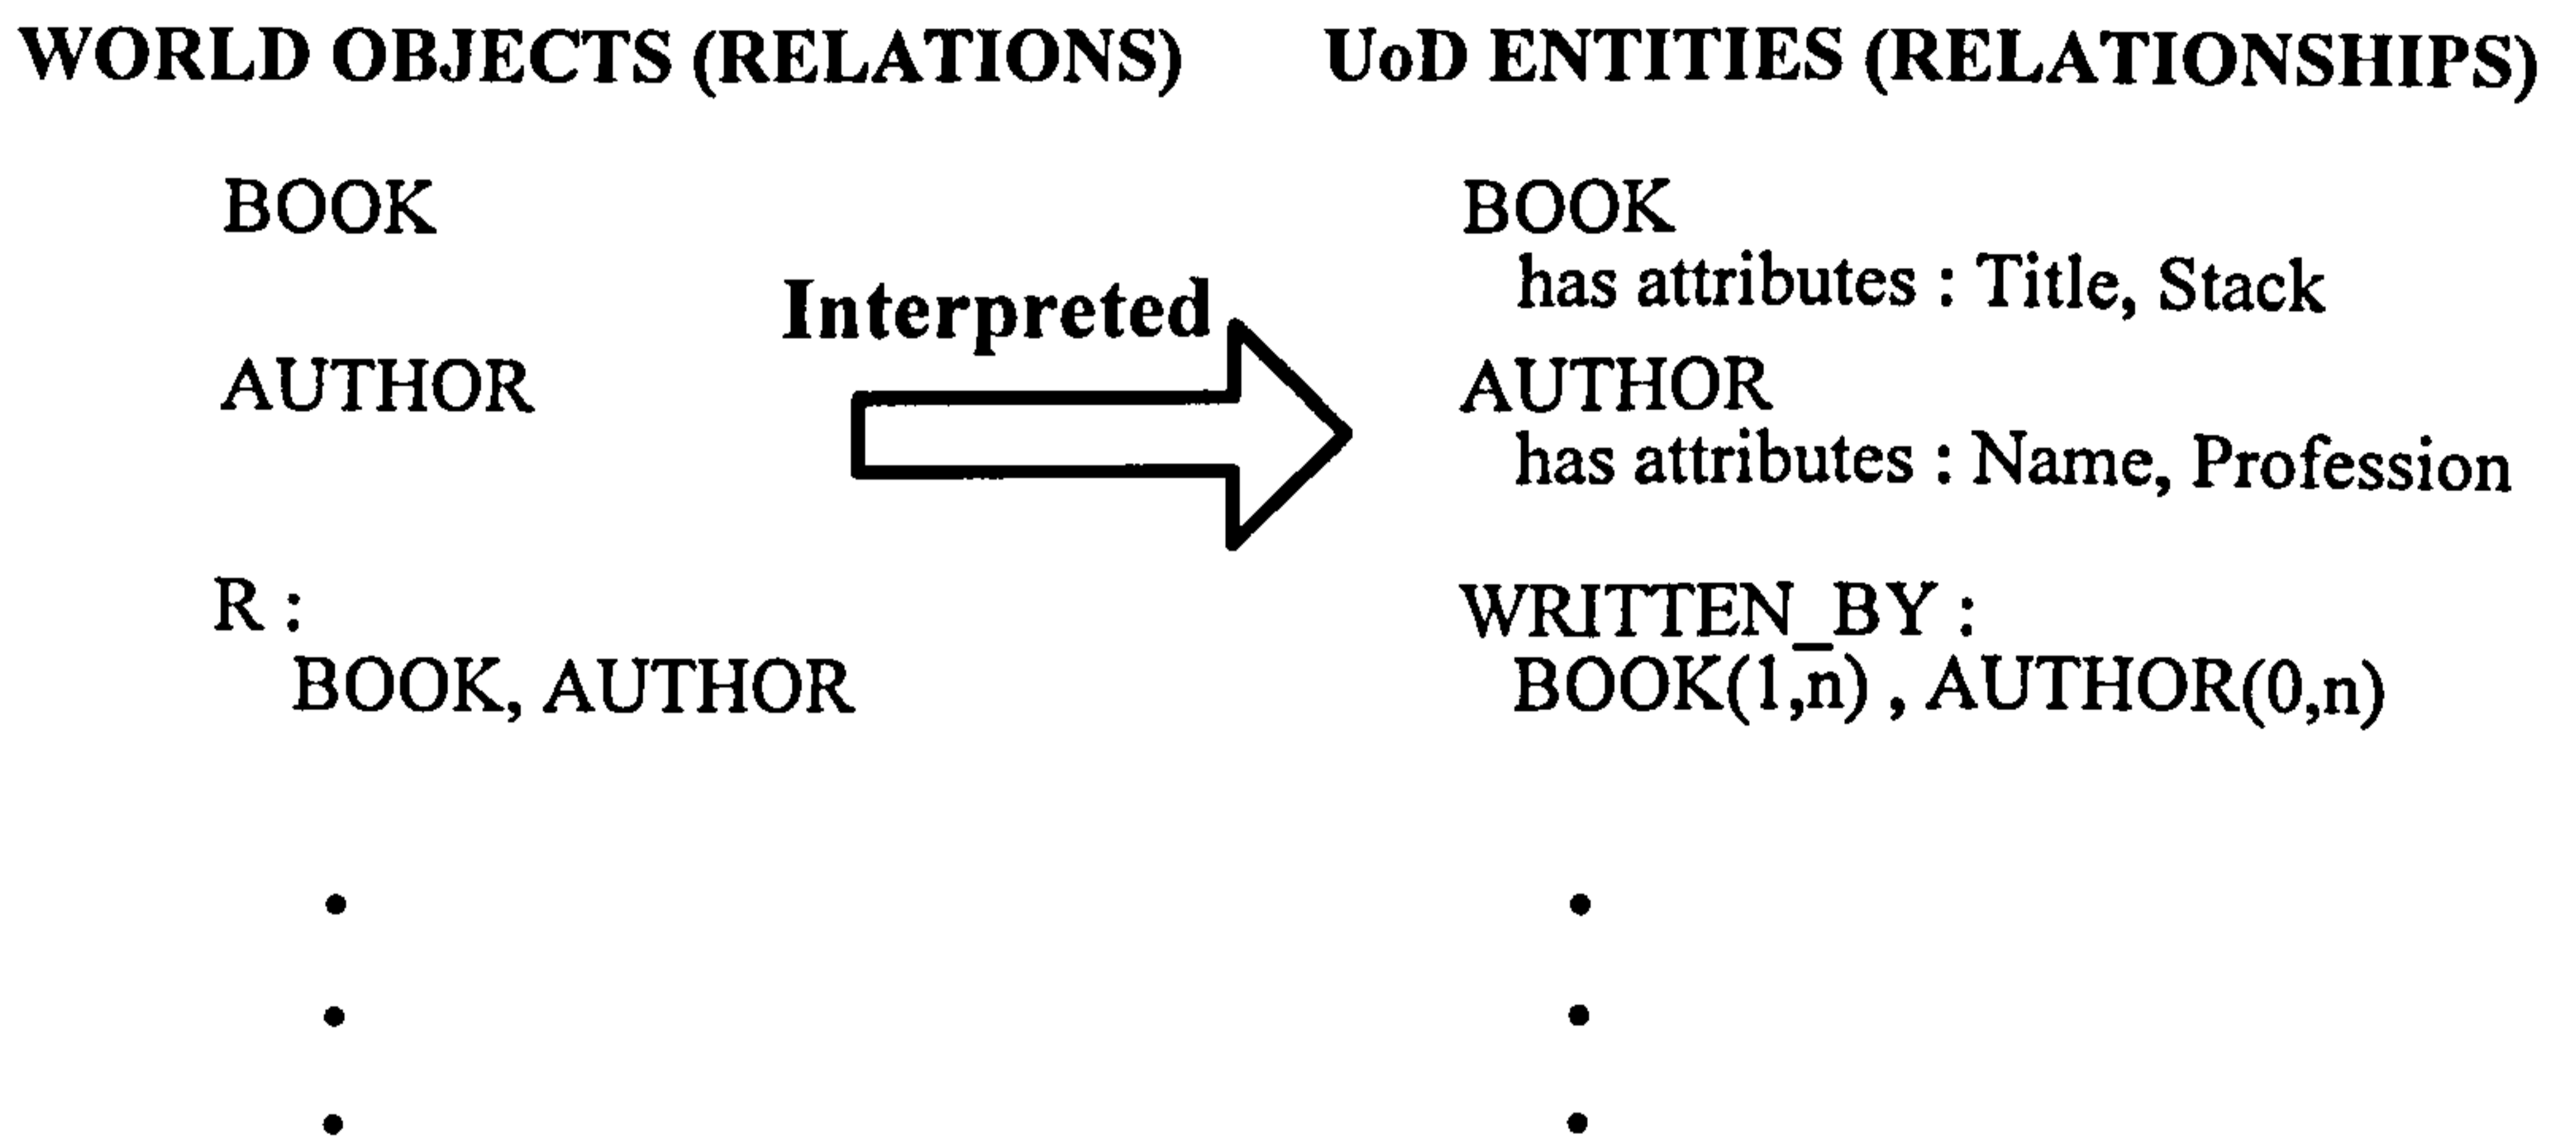 WORLD OBJECTS (RELATIONS)
UoD ENTITIES (RELATIONSHIPS)
BOOK
AUTHOR
R :
BOOK, AUTHOR
Interpreted
BOOK
has attributes : Title, Stack
AUTHOR
has attributes : Name, Profession
WRITTEN_BY :
BOOK(1,n) , AUTHOR(0,n)